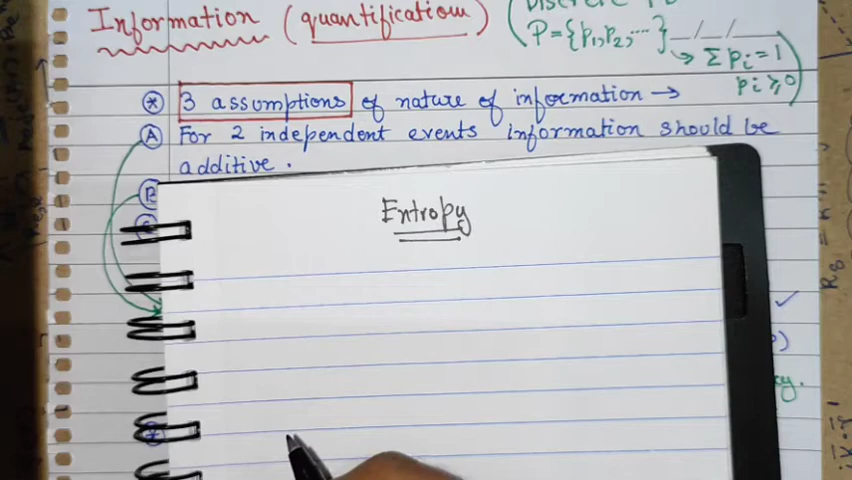 Information (quantification)
P = {p₁, p₂, ... }
→ Σ pᵢ = 1
pᵢ ≥ 0
* 3 assumptions of nature of information →
A For 2 independent events information should be
additive.
B
Entropy